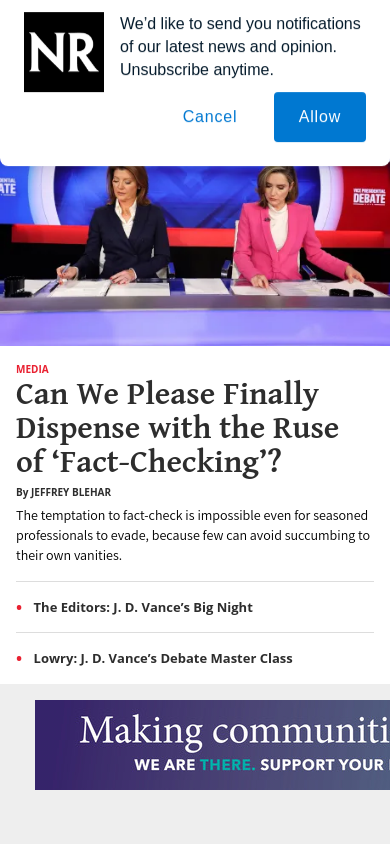 NR
We’d like to send you notifications
of our latest news and opinion.
Unsubscribe anytime.
Cancel
Allow
DEBATE
VICE PRESIDENTIAL
DEBATE
MEDIA
Can We Please Finally
Dispense with the Ruse
of ‘Fact-Checking’?
By JEFFREY BLEHAR
The temptation to fact-check is impossible even for seasoned
professionals to evade, because few can avoid succumbing to
their own vanities.
• The Editors: J. D. Vance’s Big Night
• Lowry: J. D. Vance’s Debate Master Class
Making communiti
WE ARE THERE. SUPPORT YOUR